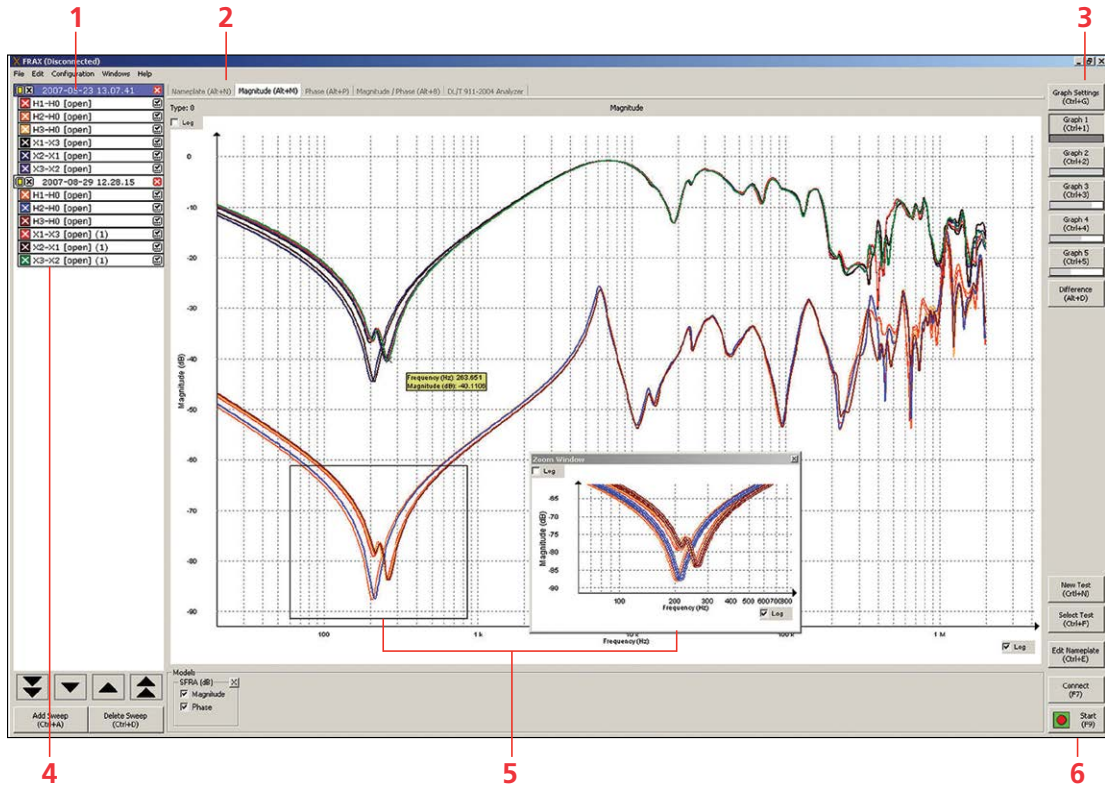 1
2
3
FRAX (Disconnected)
File Edit Configuration Windows Help
2007-08-23 13.07.41
H1-H0 [open]
H2-H0 [open]
H3-H0 [open]
X1-X3 [open]
X2-X1 [open]
X3-X2 [open]
2007-08-29 12.28.15
H1-H0 [open]
H2-H0 [open]
H3-H0 [open]
X1-X3 [open] (1)
X2-X1 [open] (1)
X3-X2 [open] (1)
Add Sweep
(Ctrl+A)
Delete Sweep
(Ctrl+D)
Nameplate (Alt+N) Magnitude (Alt+M) Phase (Alt+P) Magnitude / Phase (Alt+8) DL/T 911-2004 Analyzer
Type: 0
Magnitude
Log
0
-10
-20
-30
-40
-50
-60
-70
-80
-90
Magnitude (dB)
Frequency (Hz) 263.651
Magnitude (dB): -40.1106
100
1 k
1 M
Frequency(Hz)
Log
Zoom Window
Log
-65
-70
-75
-80
-85
-90
Magnitude (dB)
100 200 300 400 500 600700800
Frequency (Hz)
Log
Models
SFRA (dB)
Magnitude
Phase
Graph Settings
(Ctrl+G)
Graph 1
(Ctrl+1)
Graph 2
(Ctrl+2)
Graph 3
(Ctrl+3)
Graph 4
(Ctrl+4)
Graph 5
(Ctrl+5)
Difference
(Alt+D)
New Test
(Crtl+N)
Select Test
(Ctrl+F)
Edit Nameplate
(Ctrl+E)
Connect
(F7)
Start
(F9)
4
5
6